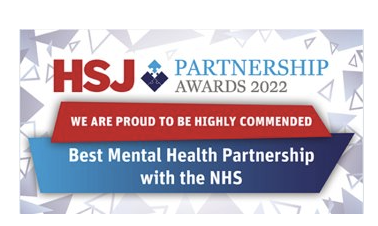 HSJ PARTNERSHIP
AWARDS 2022
WE ARE PROUD TO BE HIGHLY COMMENDED
Best Mental Health Partnership
with the NHS